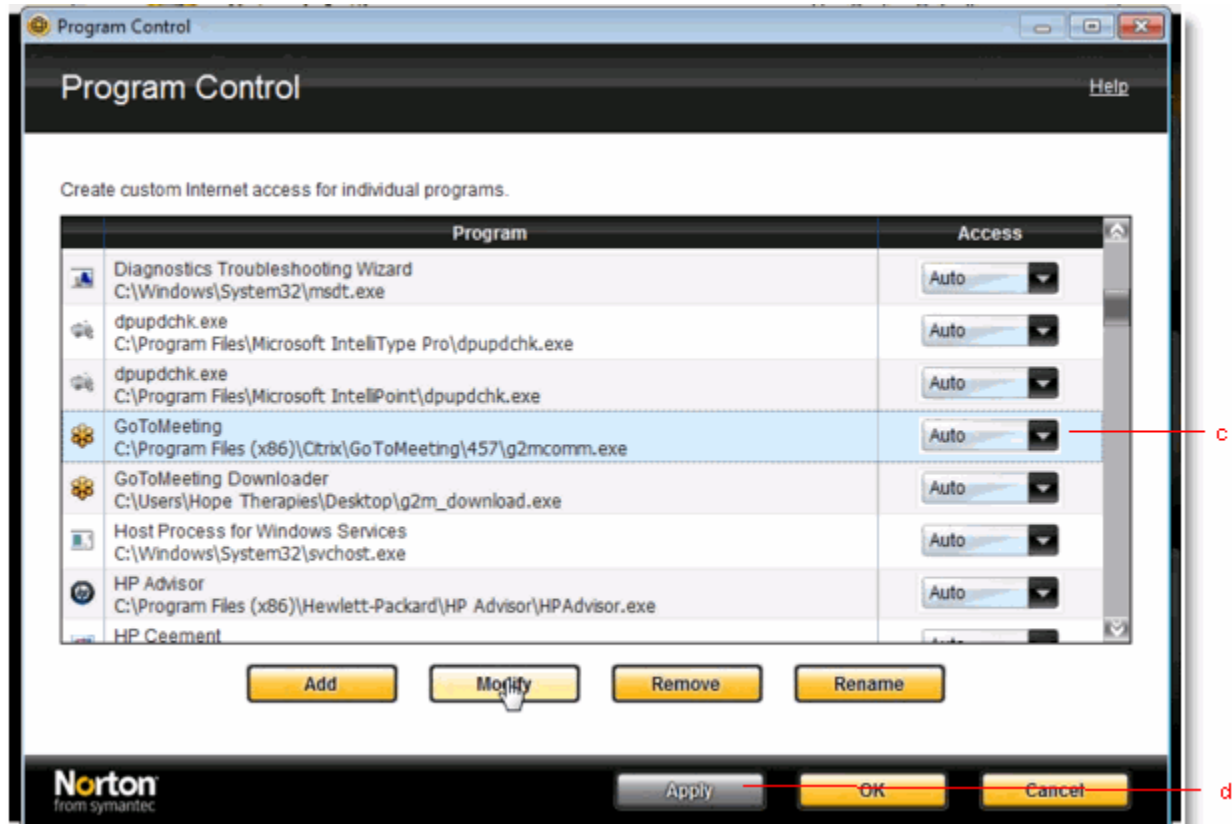 Program Control
Program Control
Help
Create custom Internet access for individual programs.
Program Access
Diagnostics Troubleshooting Wizard
C:\Windows\System32\msdt.exe
Auto
dpupdchk.exe
C:\Program Files\Microsoft IntelliType Pro\dpupdchk.exe
Auto
dpupdchk.exe
C:\Program Files\Microsoft IntelliPoint\dpupdchk.exe
Auto
GoToMeeting
C:\Program Files (x86)\Citrix\GoToMeeting\457\g2mcomm.exe
Auto
c
GoToMeeting Downloader
C:\Users\Hope Therapies\Desktop\g2m_download.exe
Auto
Host Process for Windows Services
C:\Windows\System32\svchost.exe
Auto
HP Advisor
C:\Program Files (x86)\Hewlett-Packard\HP Advisor\HPAdvisor.exe
Auto
HP Ceement
Add Modify Remove Rename
Norton
from symantec
Apply OK Cancel
d